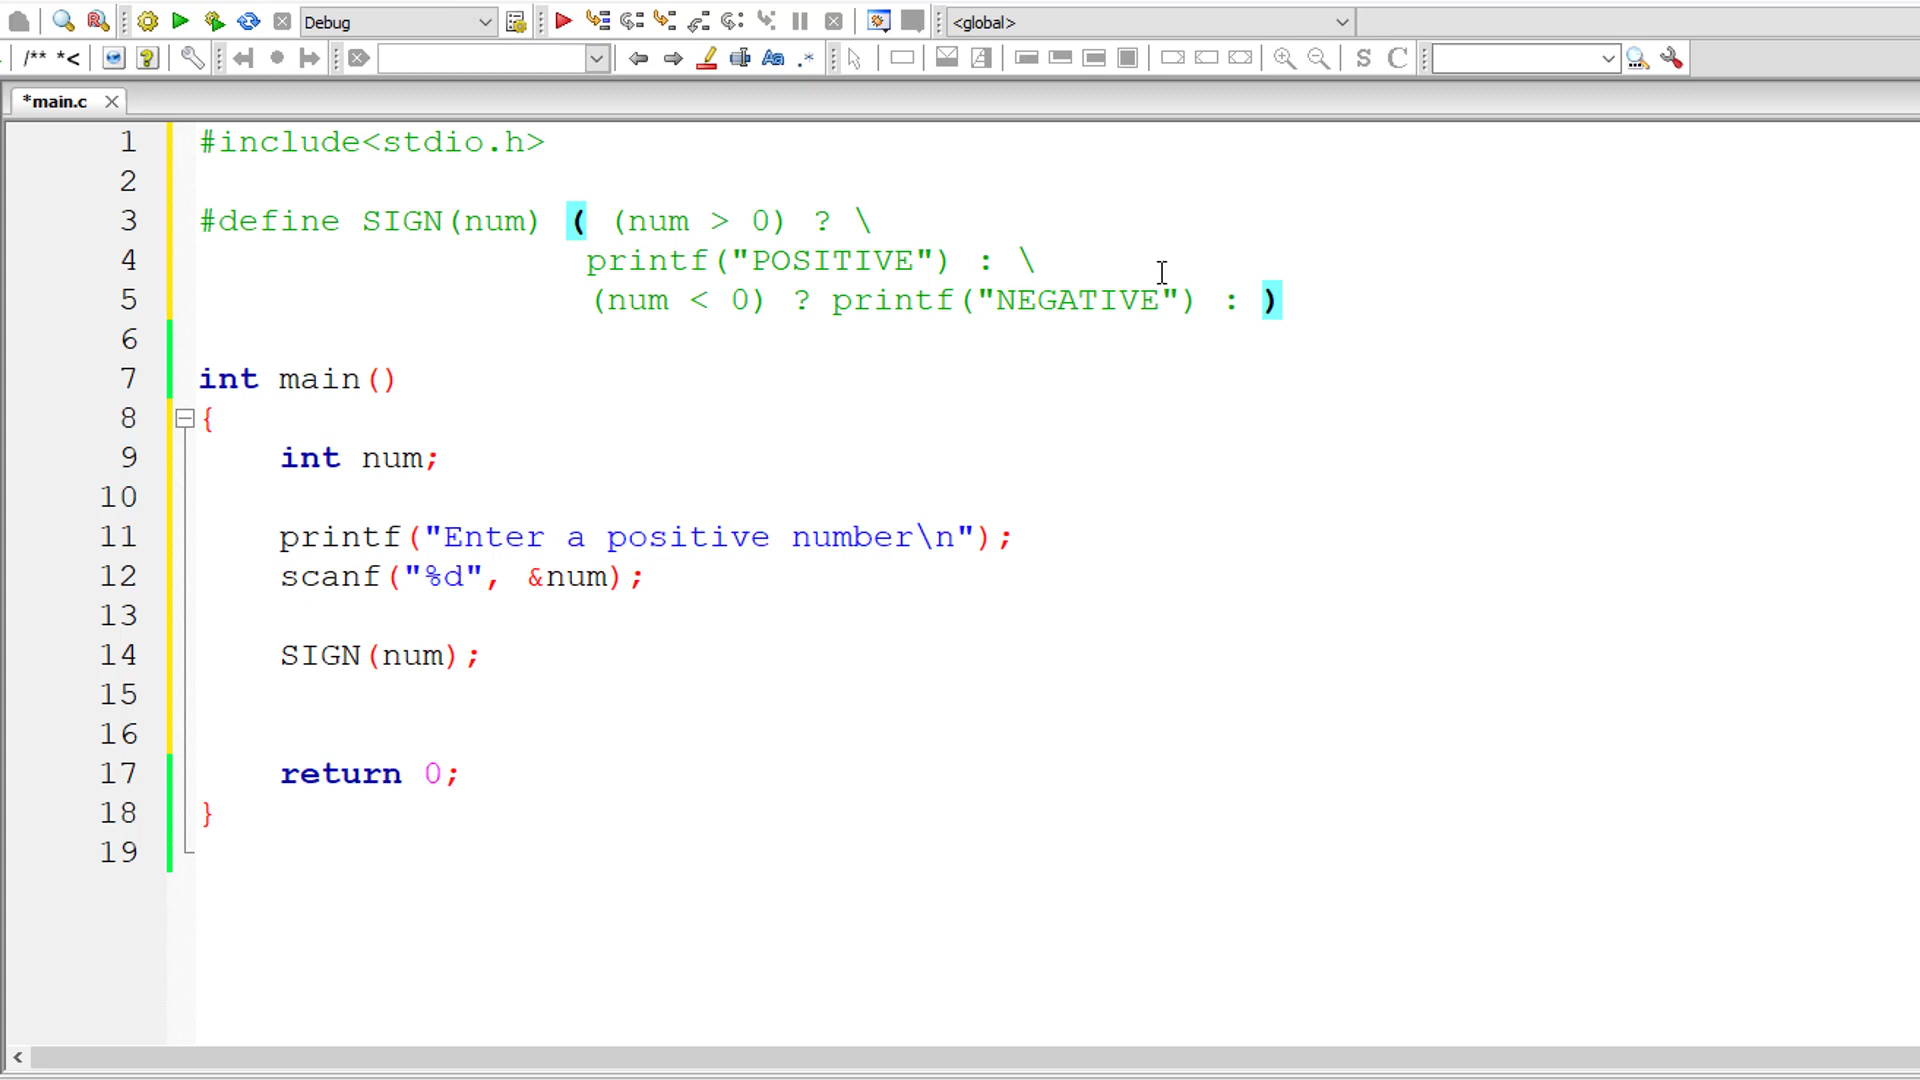 Debug
<global>
/** *<
Aa
.*
S
C
*main.c
1 #include<stdio.h>
2
3 #define SIGN(num) ( (num > 0) ? \
4 printf("POSITIVE") : \
5 (num < 0) ? printf("NEGATIVE") : )
6
7 int main()
8 {
9 int num;
10
11 printf("Enter a positive number\n");
12 scanf("%d", &num);
13
14 SIGN(num);
15
16
17 return 0;
18 }
19